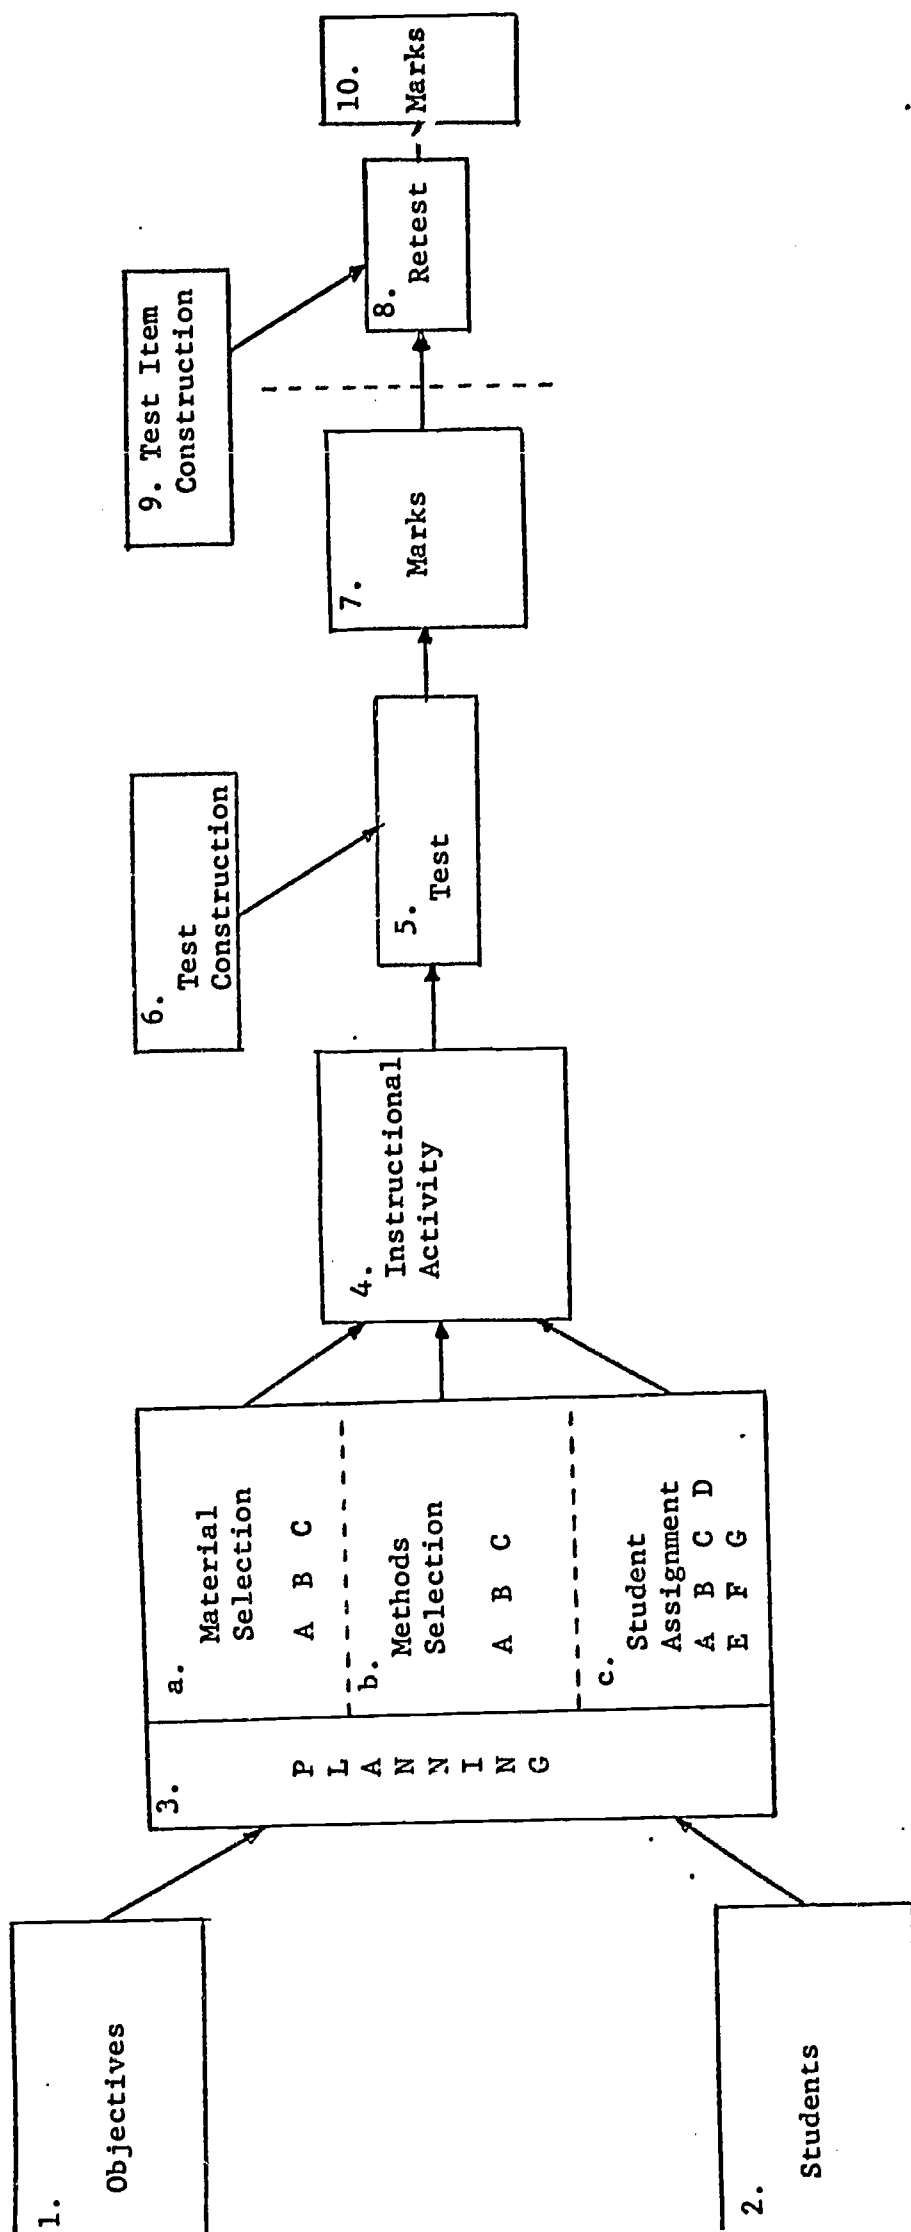 1.
Objectives
2.
Students
3.
P
L
A
N
N
I
N
G
a.
Material
Selection
A B C
b.
Methods
Selection
A B C
c.
Student
Assignment
A B C D
E F G
4.
Instructional
Activity
5.
Test
6.
Test
Construction
7.
Marks
8.
Retest
9. Test Item
Construction
10.
Marks